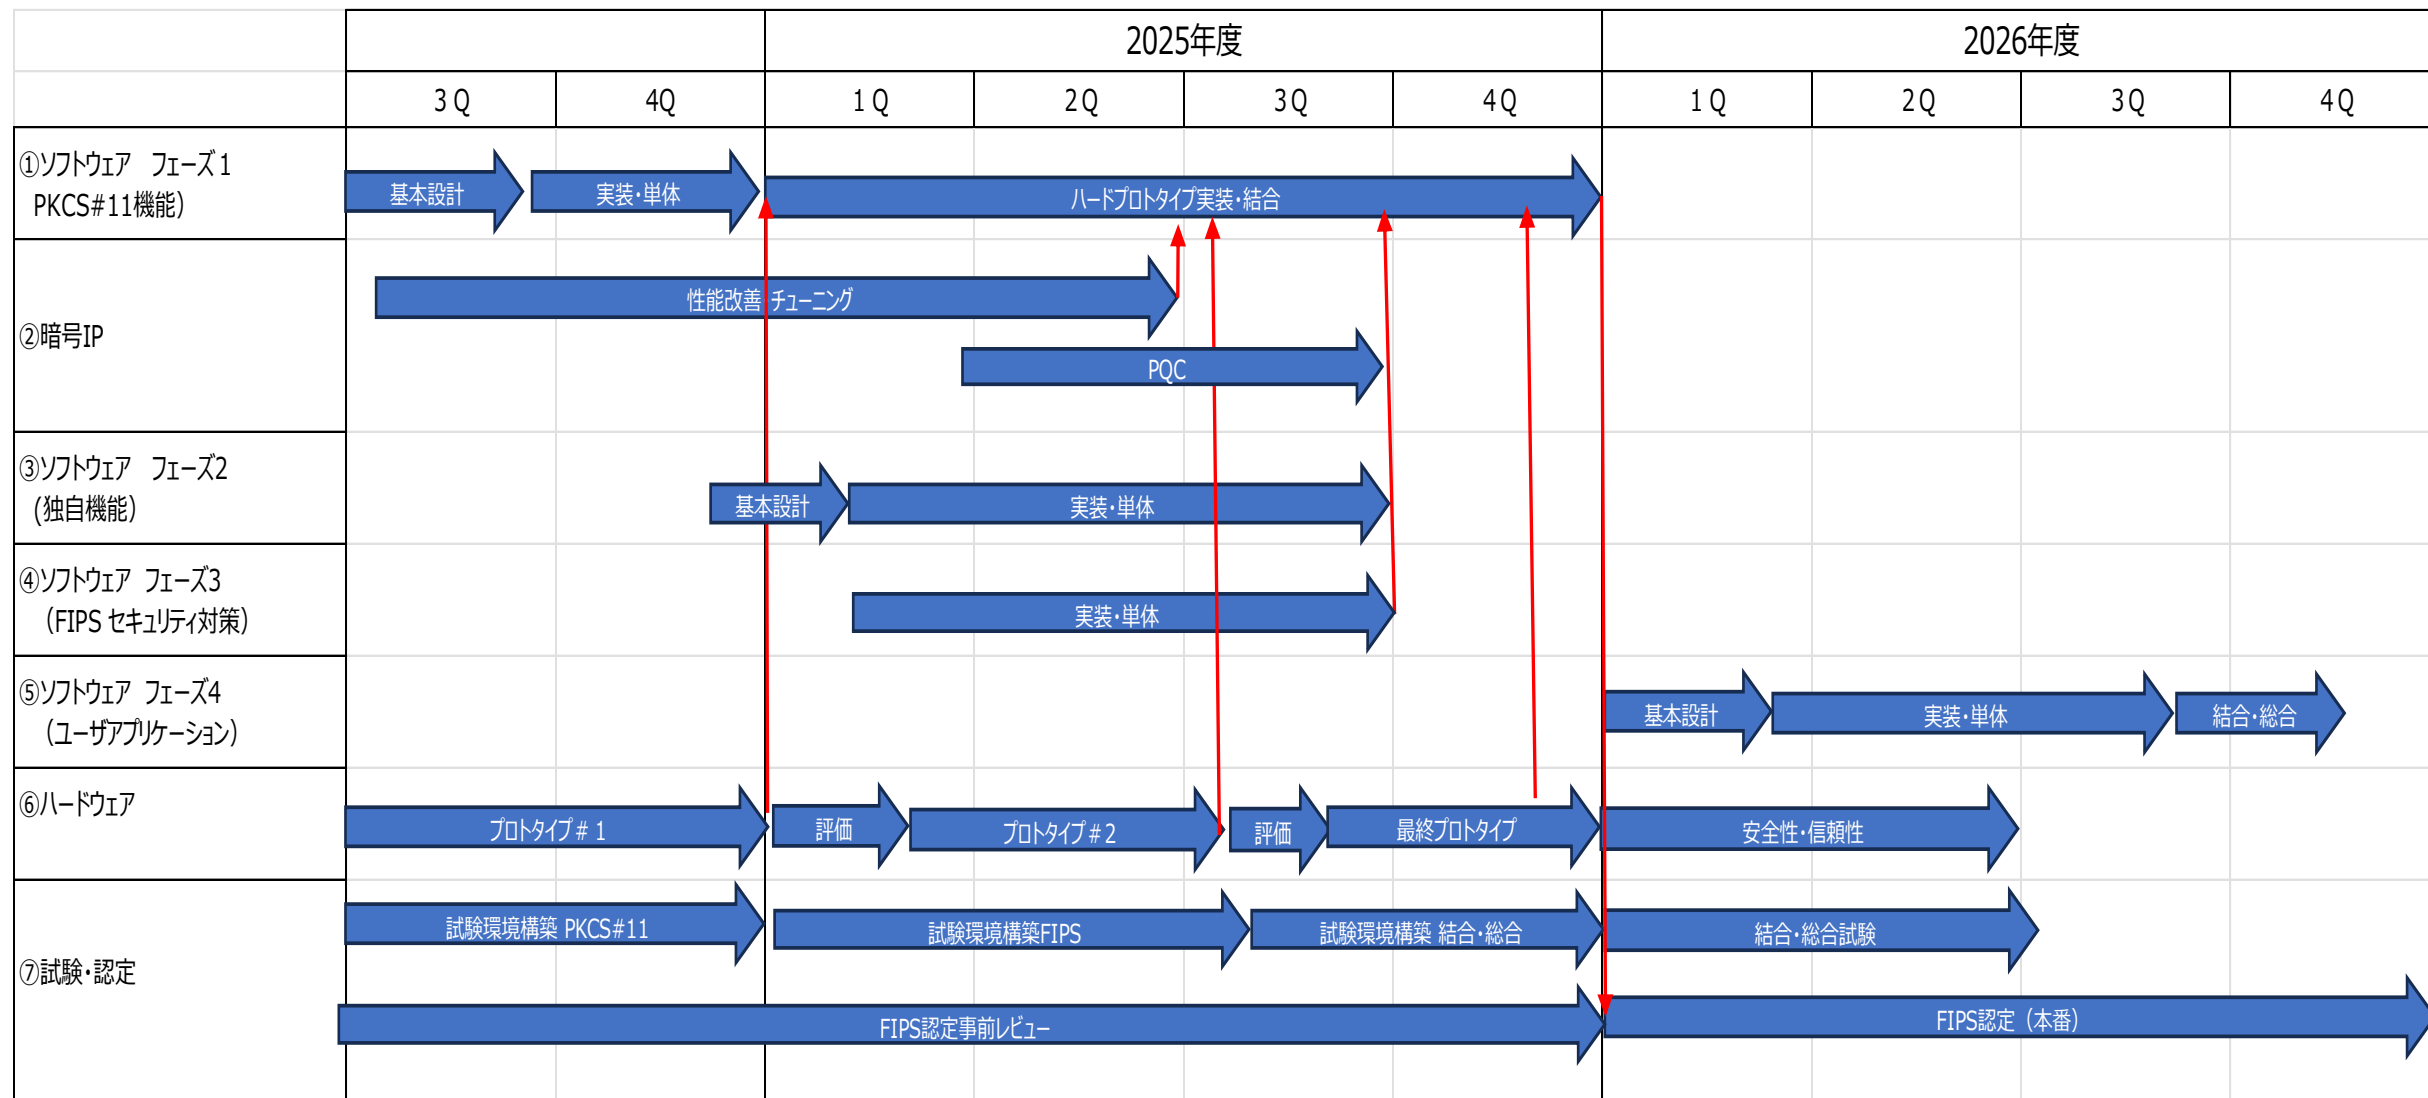 2025年度
2026年度
3Q
4Q
1Q
2Q
3Q
4Q
1Q
2Q
3Q
4Q
①ソフトウェア　フェーズ1
PKCS#11機能）
基本設計
実装・単体
ハードプロトタイプ実装・結合
②暗号IP
性能改善 チューニング
PQC
③ソフトウェア　フェーズ2
(独自機能）
基本設計
実装・単体
④ソフトウェア フェーズ3
（FIPS セキュリティ対策）
実装・単体
⑤ソフトウェア フェーズ4
（ユーザアプリケーション）
基本設計
実装・単体
結合・総合
⑥ハードウェア
プロトタイプ＃1
評価
プロトタイプ＃2
評価
最終プロトタイプ
安全性・信頼性
⑦試験・認定
試験環境構築 PKCS#11
試験環境構築FIPS
試験環境構築 結合・総合
結合・総合試験
FIPS認定事前レビュー
FIPS認定（本番）